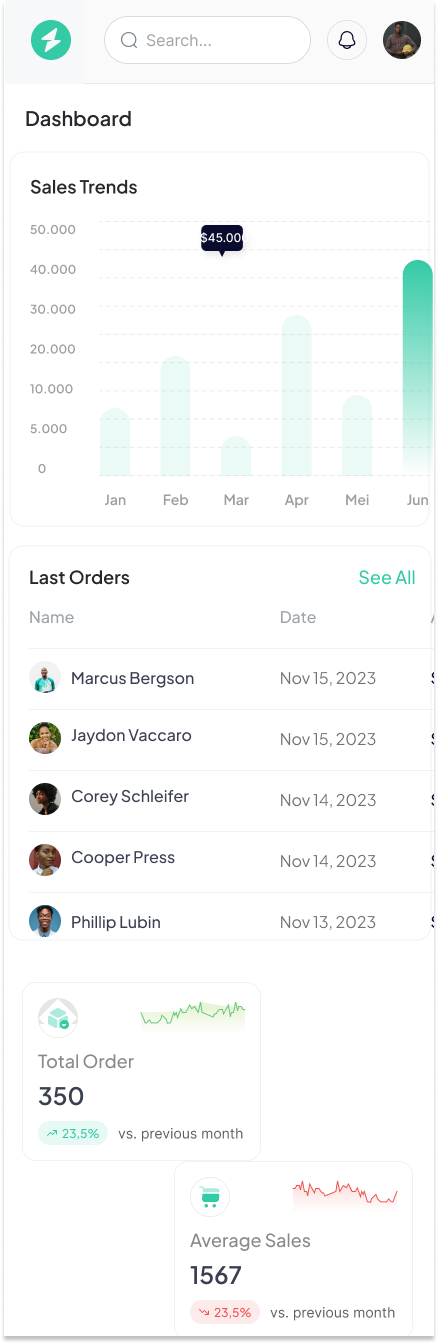 Search...
Dashboard
Sales Trends
50.000
$45.000
40.000
30.000
20.000
10.000
5.000
0
Jan Feb Mar Apr Mei Jun
Last Orders See All
Name Date
Marcus Bergson Nov 15, 2023
Jaydon Vaccaro Nov 15, 2023
Corey Schleifer Nov 14, 2023
Cooper Press Nov 14, 2023
Phillip Lubin Nov 13, 2023
Total Order
350
23,5% vs. previous month
Average Sales
1567
23,5% vs. previous month